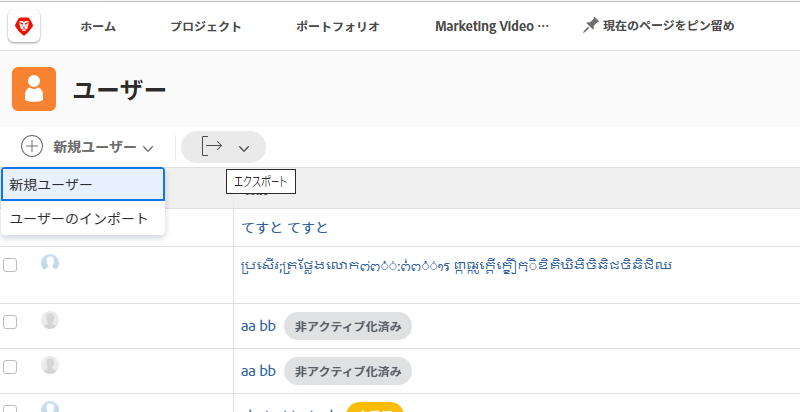 ホーム
プロジェクト
ポートフォリオ
Marketing Video …
現在のページをピン留め
ユーザー
新規ユーザー
エクスポート
新規ユーザー
ユーザーのインポート
てすと てすと
aa bb 非アクティブ化済み
aa bb 非アクティブ化済み